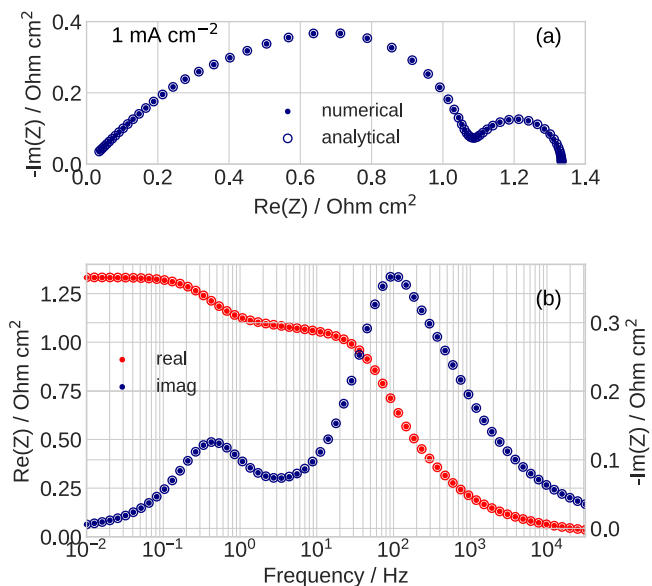 1 mA cm⁻²
(a)
numerical
analytical
-Im(Z) / Ohm cm²
0.4
0.2
0.0
0.0 0.2 0.4 0.6 0.8 1.0 1.2 1.4
Re(Z) / Ohm cm²
(b)
real
imag
Re(Z) / Ohm cm²
1.25
1.00
0.75
0.50
0.25
0.00
-Im(Z) / Ohm cm²
0.3
0.2
0.1
0.0
10⁻² 10⁻¹ 10⁰ 10¹ 10² 10³ 10⁴
Frequency / Hz